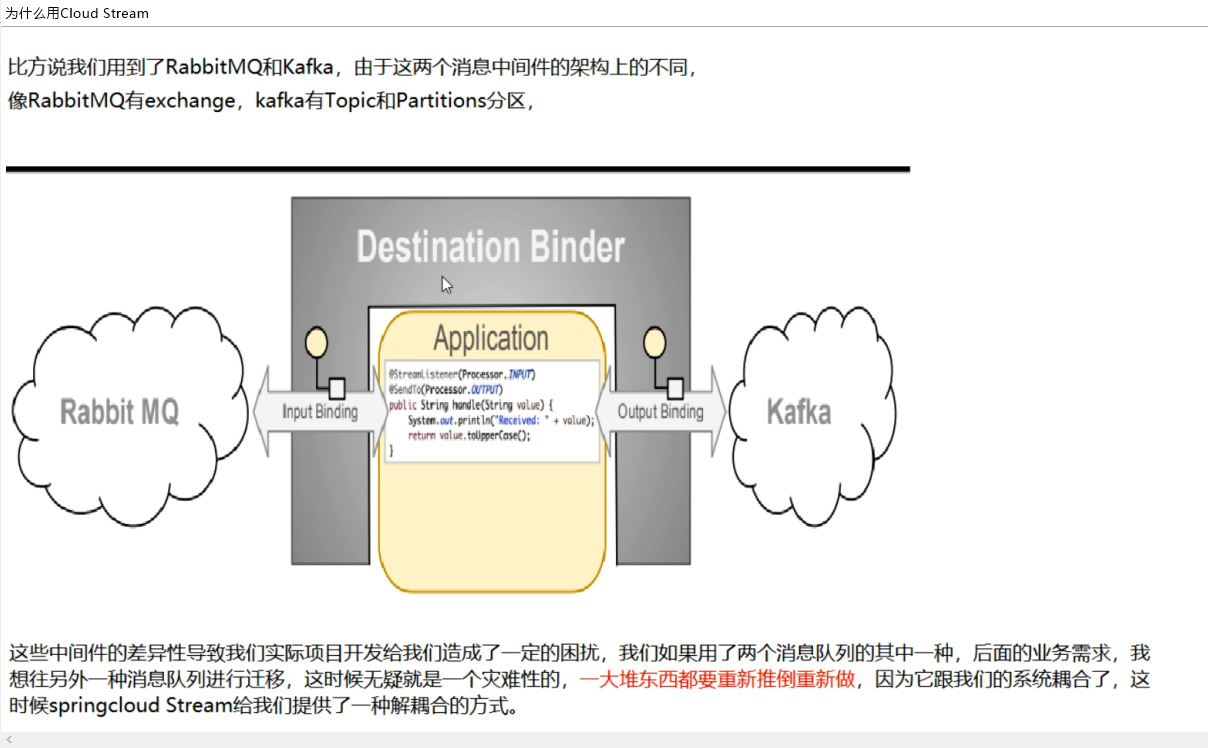 为什么用Cloud Stream
比方说我们用到了RabbitMQ和Kafka，由于这两个消息中间件的架构上的不同，
像RabbitMQ有exchange，kafka有Topic和Partitions分区，
Destination Binder
Application
@StreamListener(Processor.INPUT)
@SendTo(Processor.OUTPUT)
public String handle(String value) {
System.out.println("Received: " + value);
return value.toUpperCase();
}
Rabbit MQ
Input Binding
Output Binding
Kafka
这些中间件的差异性导致我们实际项目开发给我们造成了一定的困扰，我们如果用了两个消息队列的其中一种，后面的业务需求，我
想往另外一种消息队列进行迁移，这时候无疑就是一个灾难性的，一大堆东西都要重新推倒重新做，因为它跟我们的系统耦合了，这
时候springcloud Stream给我们提供了一种解耦合的方式。